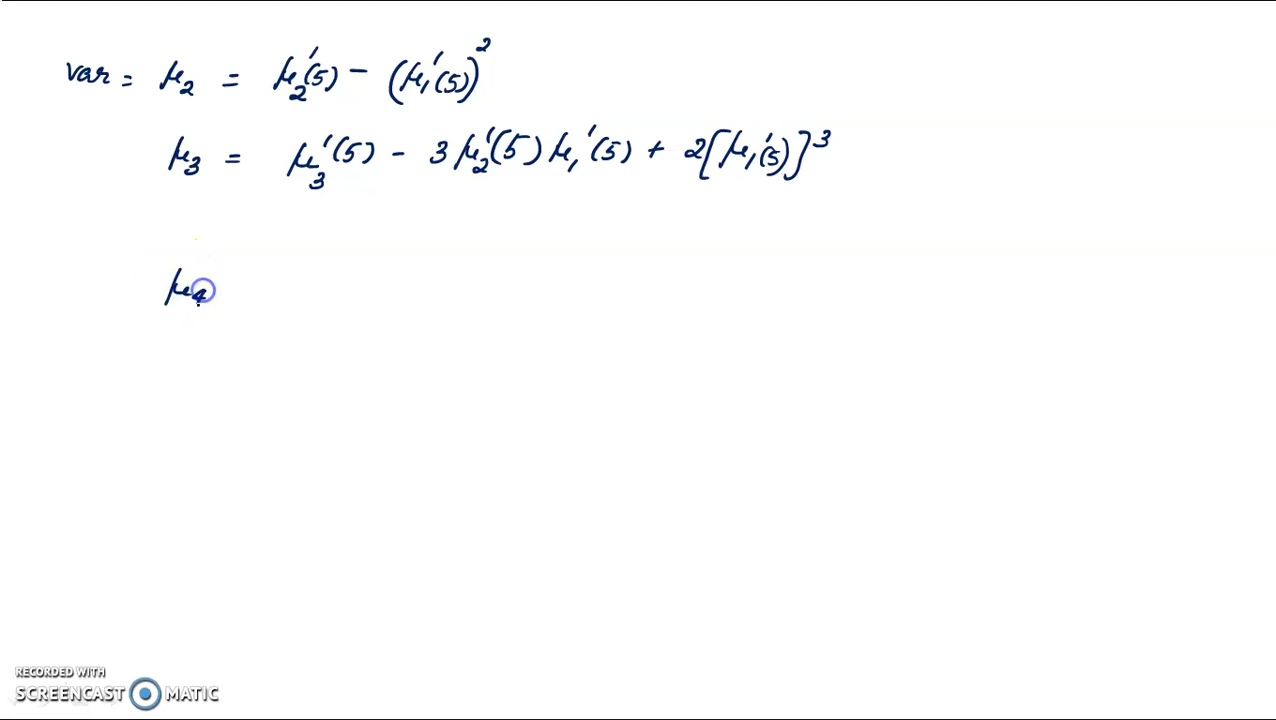 var = μ₂ = μ₂′(5) − (μ₁′(5))²
μ₃ = μ₃′(5) − 3μ₂′(5) μ₁′(5) + 2[μ₁′(5)]³
μ₄
RECORDED WITH
SCREENCAST MATIC